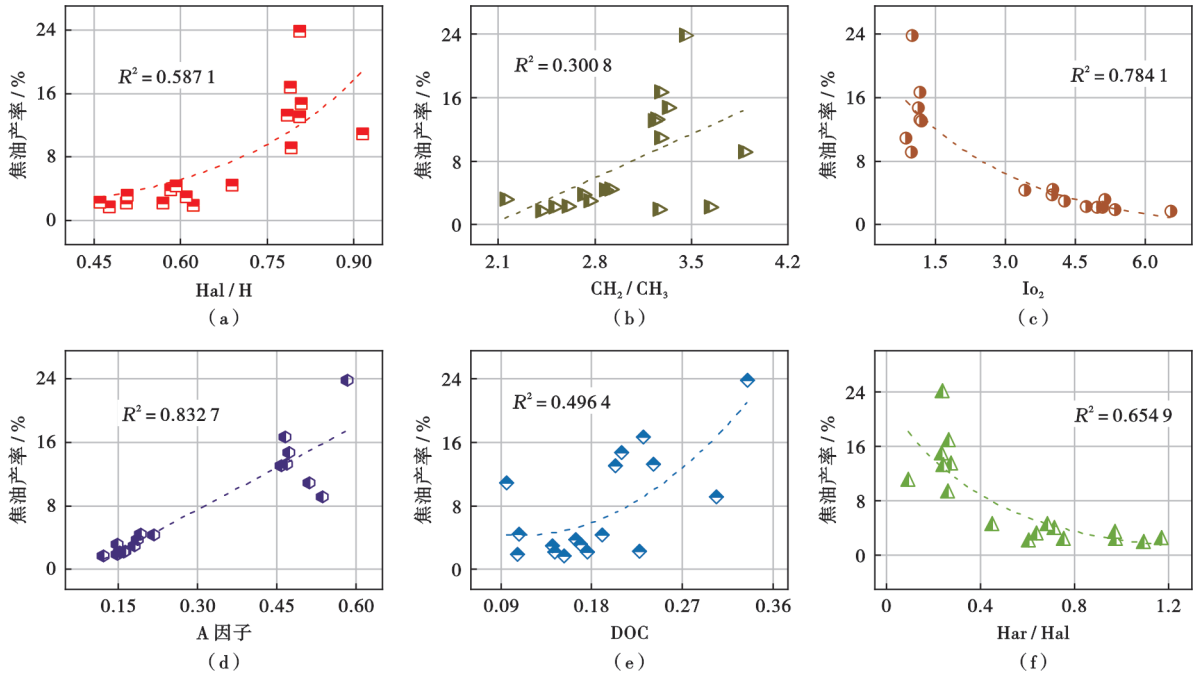 24
16
8
0
焦油产率 / %
R² = 0.587 1
0.45 0.60 0.75 0.90
Hal / H
( a )
24
16
8
0
焦油产率 / %
R² = 0.300 8
2.1 2.8 3.5 4.2
CH₂ / CH₃
( b )
24
16
8
0
焦油产率 / %
R² = 0.784 1
1.5 3.0 4.5 6.0
Io₂
( c )
24
16
8
0
焦油产率 / %
R² = 0.832 7
0.15 0.30 0.45 0.60
A 因子
( d )
24
16
8
0
焦油产率 / %
R² = 0.496 4
0.09 0.18 0.27 0.36
DOC
( e )
24
16
8
0
焦油产率 / %
R² = 0.654 9
0 0.4 0.8 1.2
Har / Hal
( f )